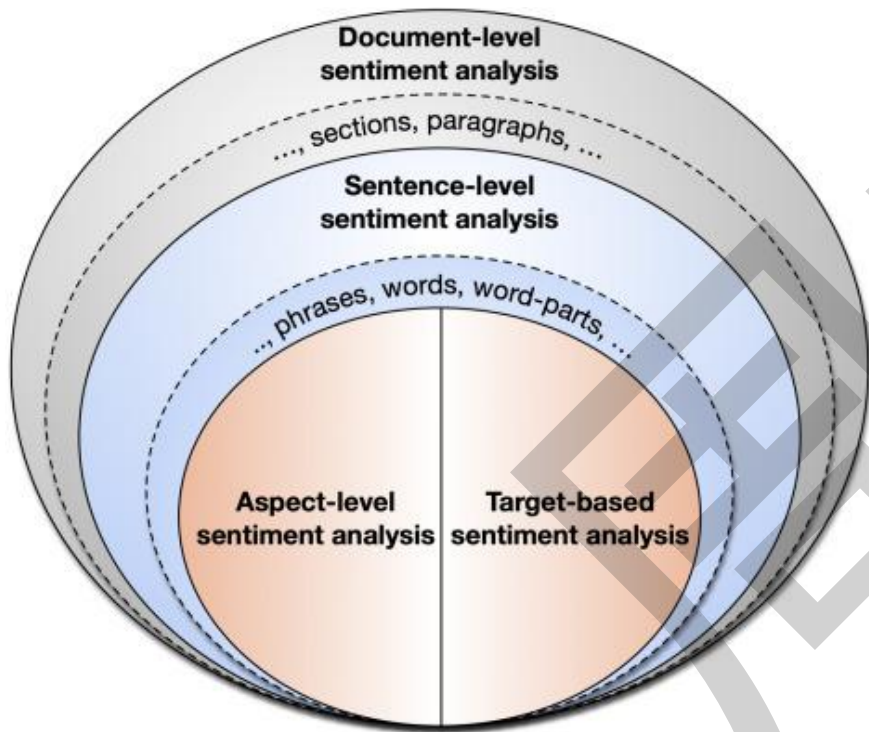 Document-level
sentiment analysis
..., sections, paragraphs, ...
Sentence-level
sentiment analysis
.., phrases, words, word-parts, ...
Aspect-level
sentiment analysis
Target-based
sentiment analysis